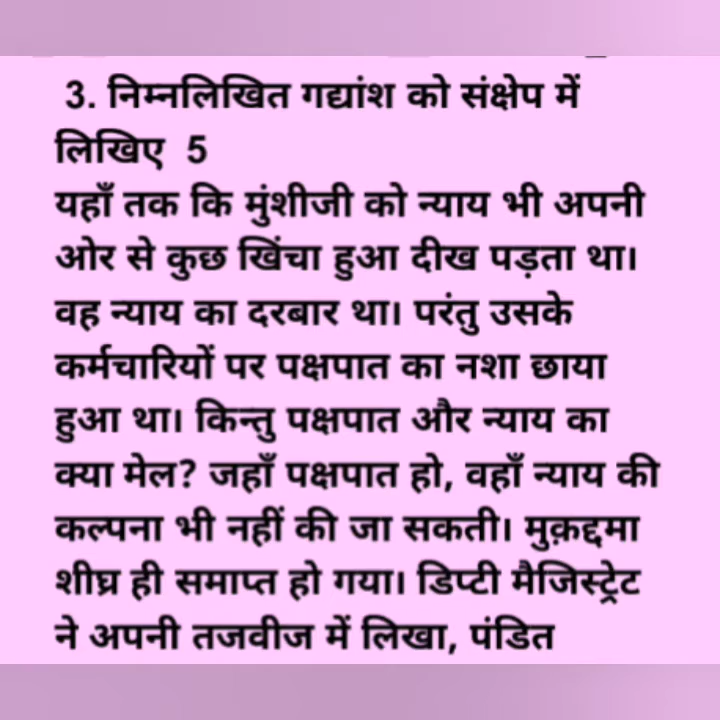 3. निम्नलिखित गद्यांश को संक्षेप में
लिखिए 5
यहाँ तक कि मुंशीजी को न्याय भी अपनी
ओर से कुछ खिंचा हुआ दीख पड़ता था।
वह न्याय का दरबार था। परंतु उसके
कर्मचारियों पर पक्षपात का नशा छाया
हुआ था। किन्तु पक्षपात और न्याय का
क्या मेल? जहाँ पक्षपात हो, वहाँ न्याय की
कल्पना भी नहीं की जा सकती। मुक़द्दमा
शीघ्र ही समाप्त हो गया। डिप्टी मैजिस्ट्रेट
ने अपनी तजवीज में लिखा, पंडित